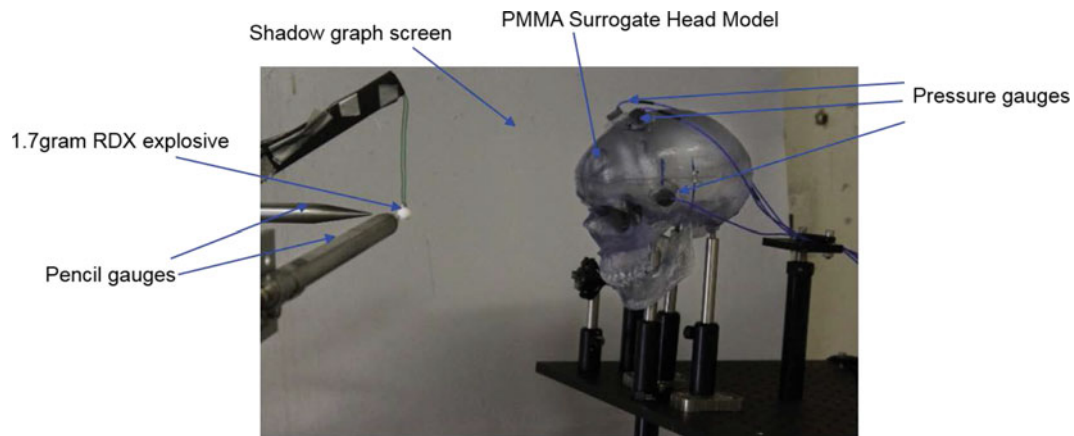 PMMA Surrogate Head Model
Shadow graph screen
Pressure gauges
1.7gram RDX explosive
Pencil gauges